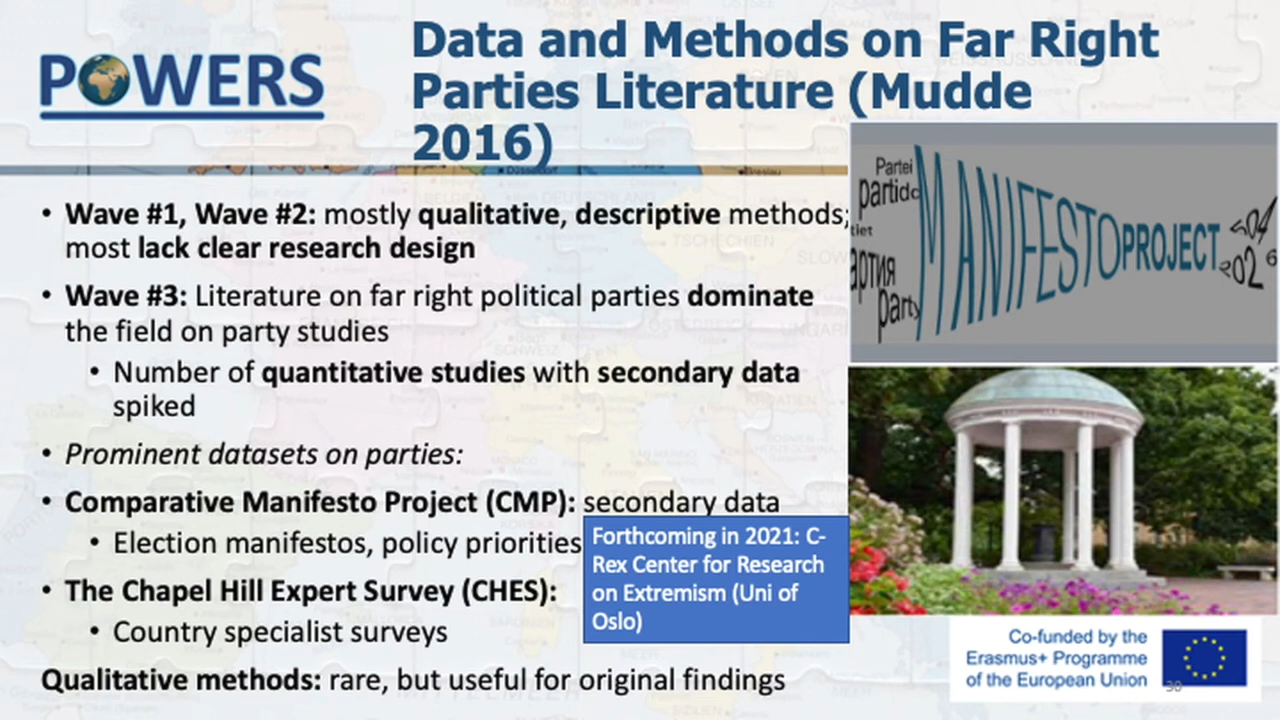 POWERS
Data and Methods on Far Right
Parties Literature (Mudde
2016)
• Wave #1, Wave #2: mostly qualitative, descriptive methods;
most lack clear research design
• Wave #3: Literature on far right political parties dominate
the field on party studies
• Number of quantitative studies with secondary data
spiked
• Prominent datasets on parties:
• Comparative Manifesto Project (CMP): secondary data
• Election manifestos, policy priorities
• The Chapel Hill Expert Survey (CHES):
• Country specialist surveys
Qualitative methods: rare, but useful for original findings
Forthcoming in 2021: C-
Rex Center for Research
on Extremism (Uni of
Oslo)
Partei
partido
артия
party
MANIFESTOPROJECT
Co-funded by the
Erasmus+ Programme
of the European Union
30